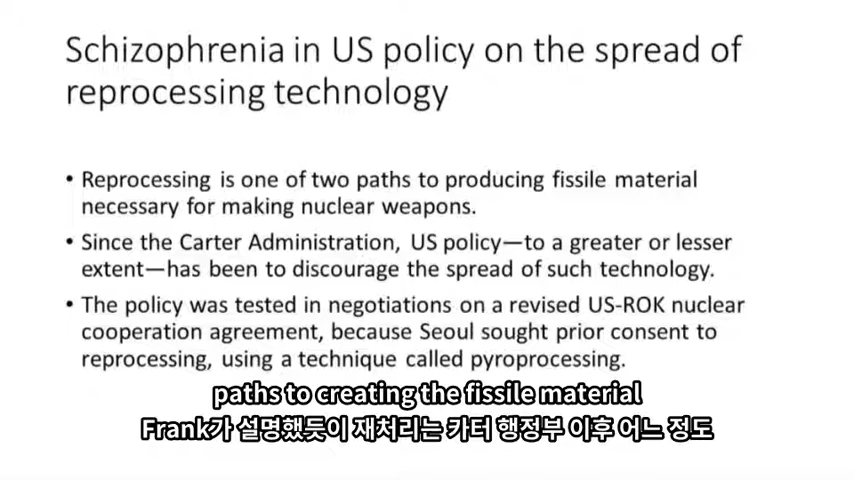 Schizophrenia in US policy on the spread of
reprocessing technology
• Reprocessing is one of two paths to producing fissile material
necessary for making nuclear weapons.
• Since the Carter Administration, US policy—to a greater or lesser
extent—has been to discourage the spread of such technology.
• The policy was tested in negotiations on a revised US-ROK nuclear
cooperation agreement, because Seoul sought prior consent to
reprocessing, using a technique called pyroprocessing.
paths to creating the fissile material
Frank가 설명했듯이 재처리는 카터 행정부 이후 어느 정도